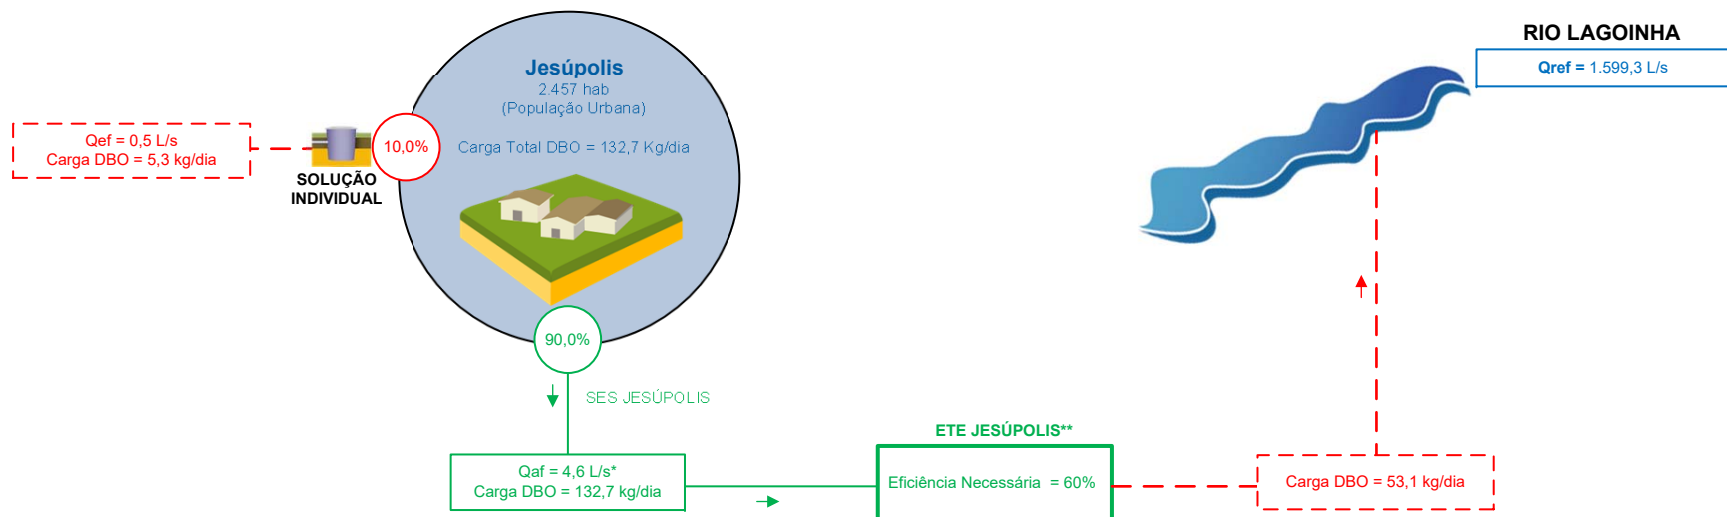 RIO LAGOINHA
Qref = 1.599,3 L/s
Jesúpolis
2.457 hab
(População Urbana)
Carga Total DBO = 132,7 Kg/dia
Qef = 0,5 L/s
Carga DBO = 5,3 kg/dia
10,0%
SOLUÇÃO
INDIVIDUAL
90,0%
SES JESÚPOLIS
Qaf = 4,6 L/s*
Carga DBO = 132,7 kg/dia
ETE JESÚPOLIS**
Eficiência Necessária = 60%
Carga DBO = 53,1 kg/dia